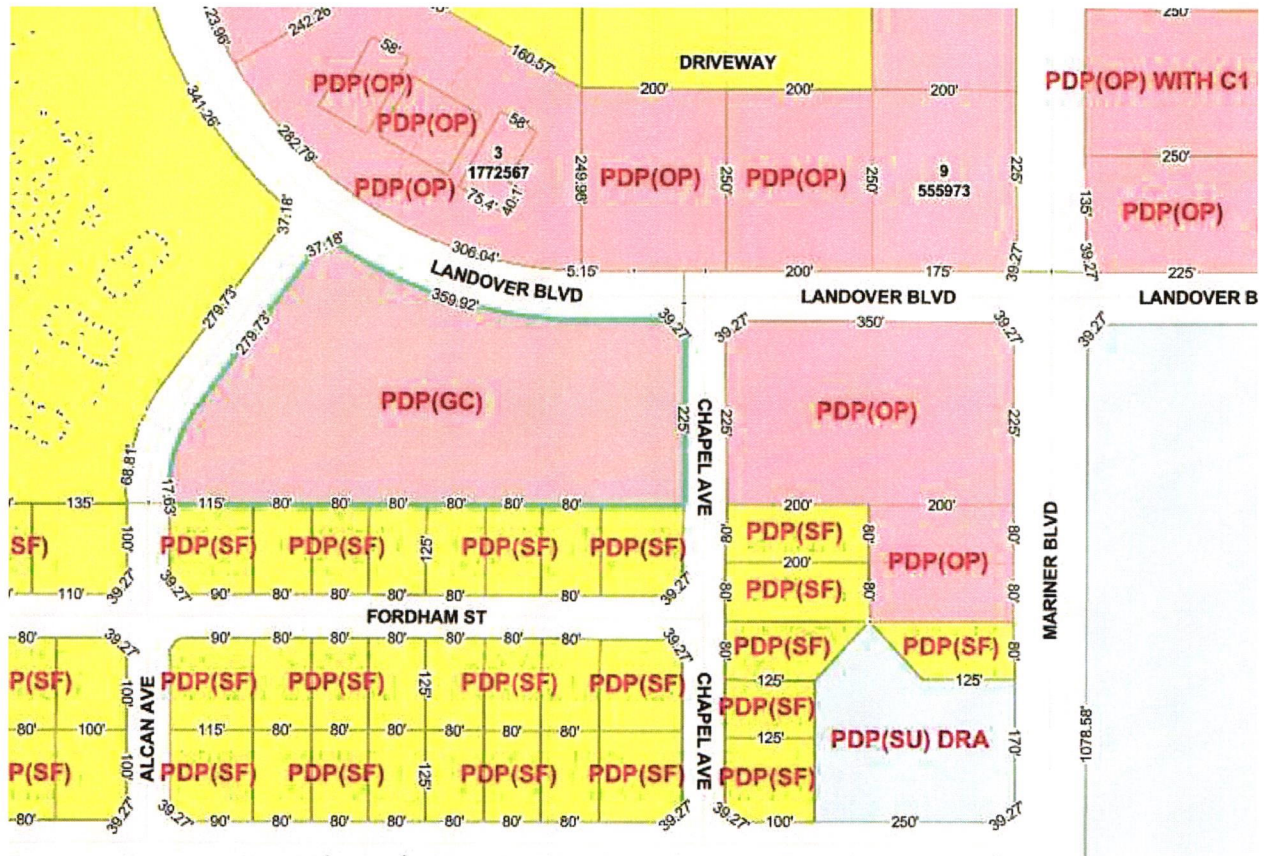 123.96'
242.26'
58'
160.57'
DRIVEWAY
250'
341.26'
PDP(OP)
200'
200'
200'
PDP(OP) WITH C1
PDP(OP)
58'
282.79'
3
1772567
75.4'
40.1'
249.98'
PDP(OP)
250'
PDP(OP)
250'
9
555973
225'
250'
135'
PDP(OP)
PDP(OP)
37.18'
37.18'
306.04'
5.15'
200'
175'
39.27'
39.27'
225'
LANDOVER BLVD
LANDOVER BLVD
LANDOVER B
359.92'
39.27'
39.27'
350'
39.27'
39.27'
279.73'
279.73'
PDP(GC)
225'
CHAPEL AVE
225'
PDP(OP)
225'
68.81'
17.63'
135'
115'
80'
80'
80'
80'
80'
200'
200'
MARINER BLVD
SF)
100'
PDP(SF)
PDP(SF)
125'
PDP(SF)
PDP(SF)
80'
PDP(SF)
80'
PDP(OP)
80'
200'
110'
39.27'
39.27'
90'
80'
80'
80'
80'
80'
39.27'
80'
PDP(SF)
80'
FORDHAM ST
80'
39.27'
90'
80'
80'
80'
80'
80'
39.27'
80'
PDP(SF)
PDP(SF)
80'
P(SF)
100'
ALCAN AVE
PDP(SF)
PDP(SF)
125'
PDP(SF)
PDP(SF)
CHAPEL AVE
125'
125'
PDP(SF)
80'
100'
115'
80'
80'
80'
80'
80'
125'
PDP(SU) DRA
170'
1078.58'
P(SF)
100'
PDP(SF)
PDP(SF)
125'
PDP(SF)
PDP(SF)
PDP(SF)
80'
39.27'
39.27'
90'
80'
80'
80'
80'
80'
39.27'
39.27'
100'
250'
39.27'